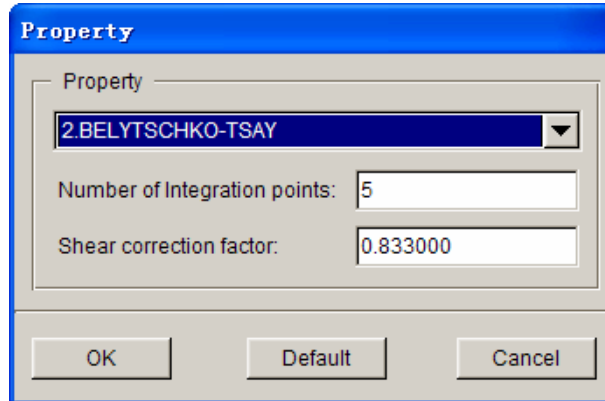 Property
Property
2.BELYTSCHKO-TSAY
Number of Integration points: 5
Shear correction factor: 0.833000
OK Default Cancel